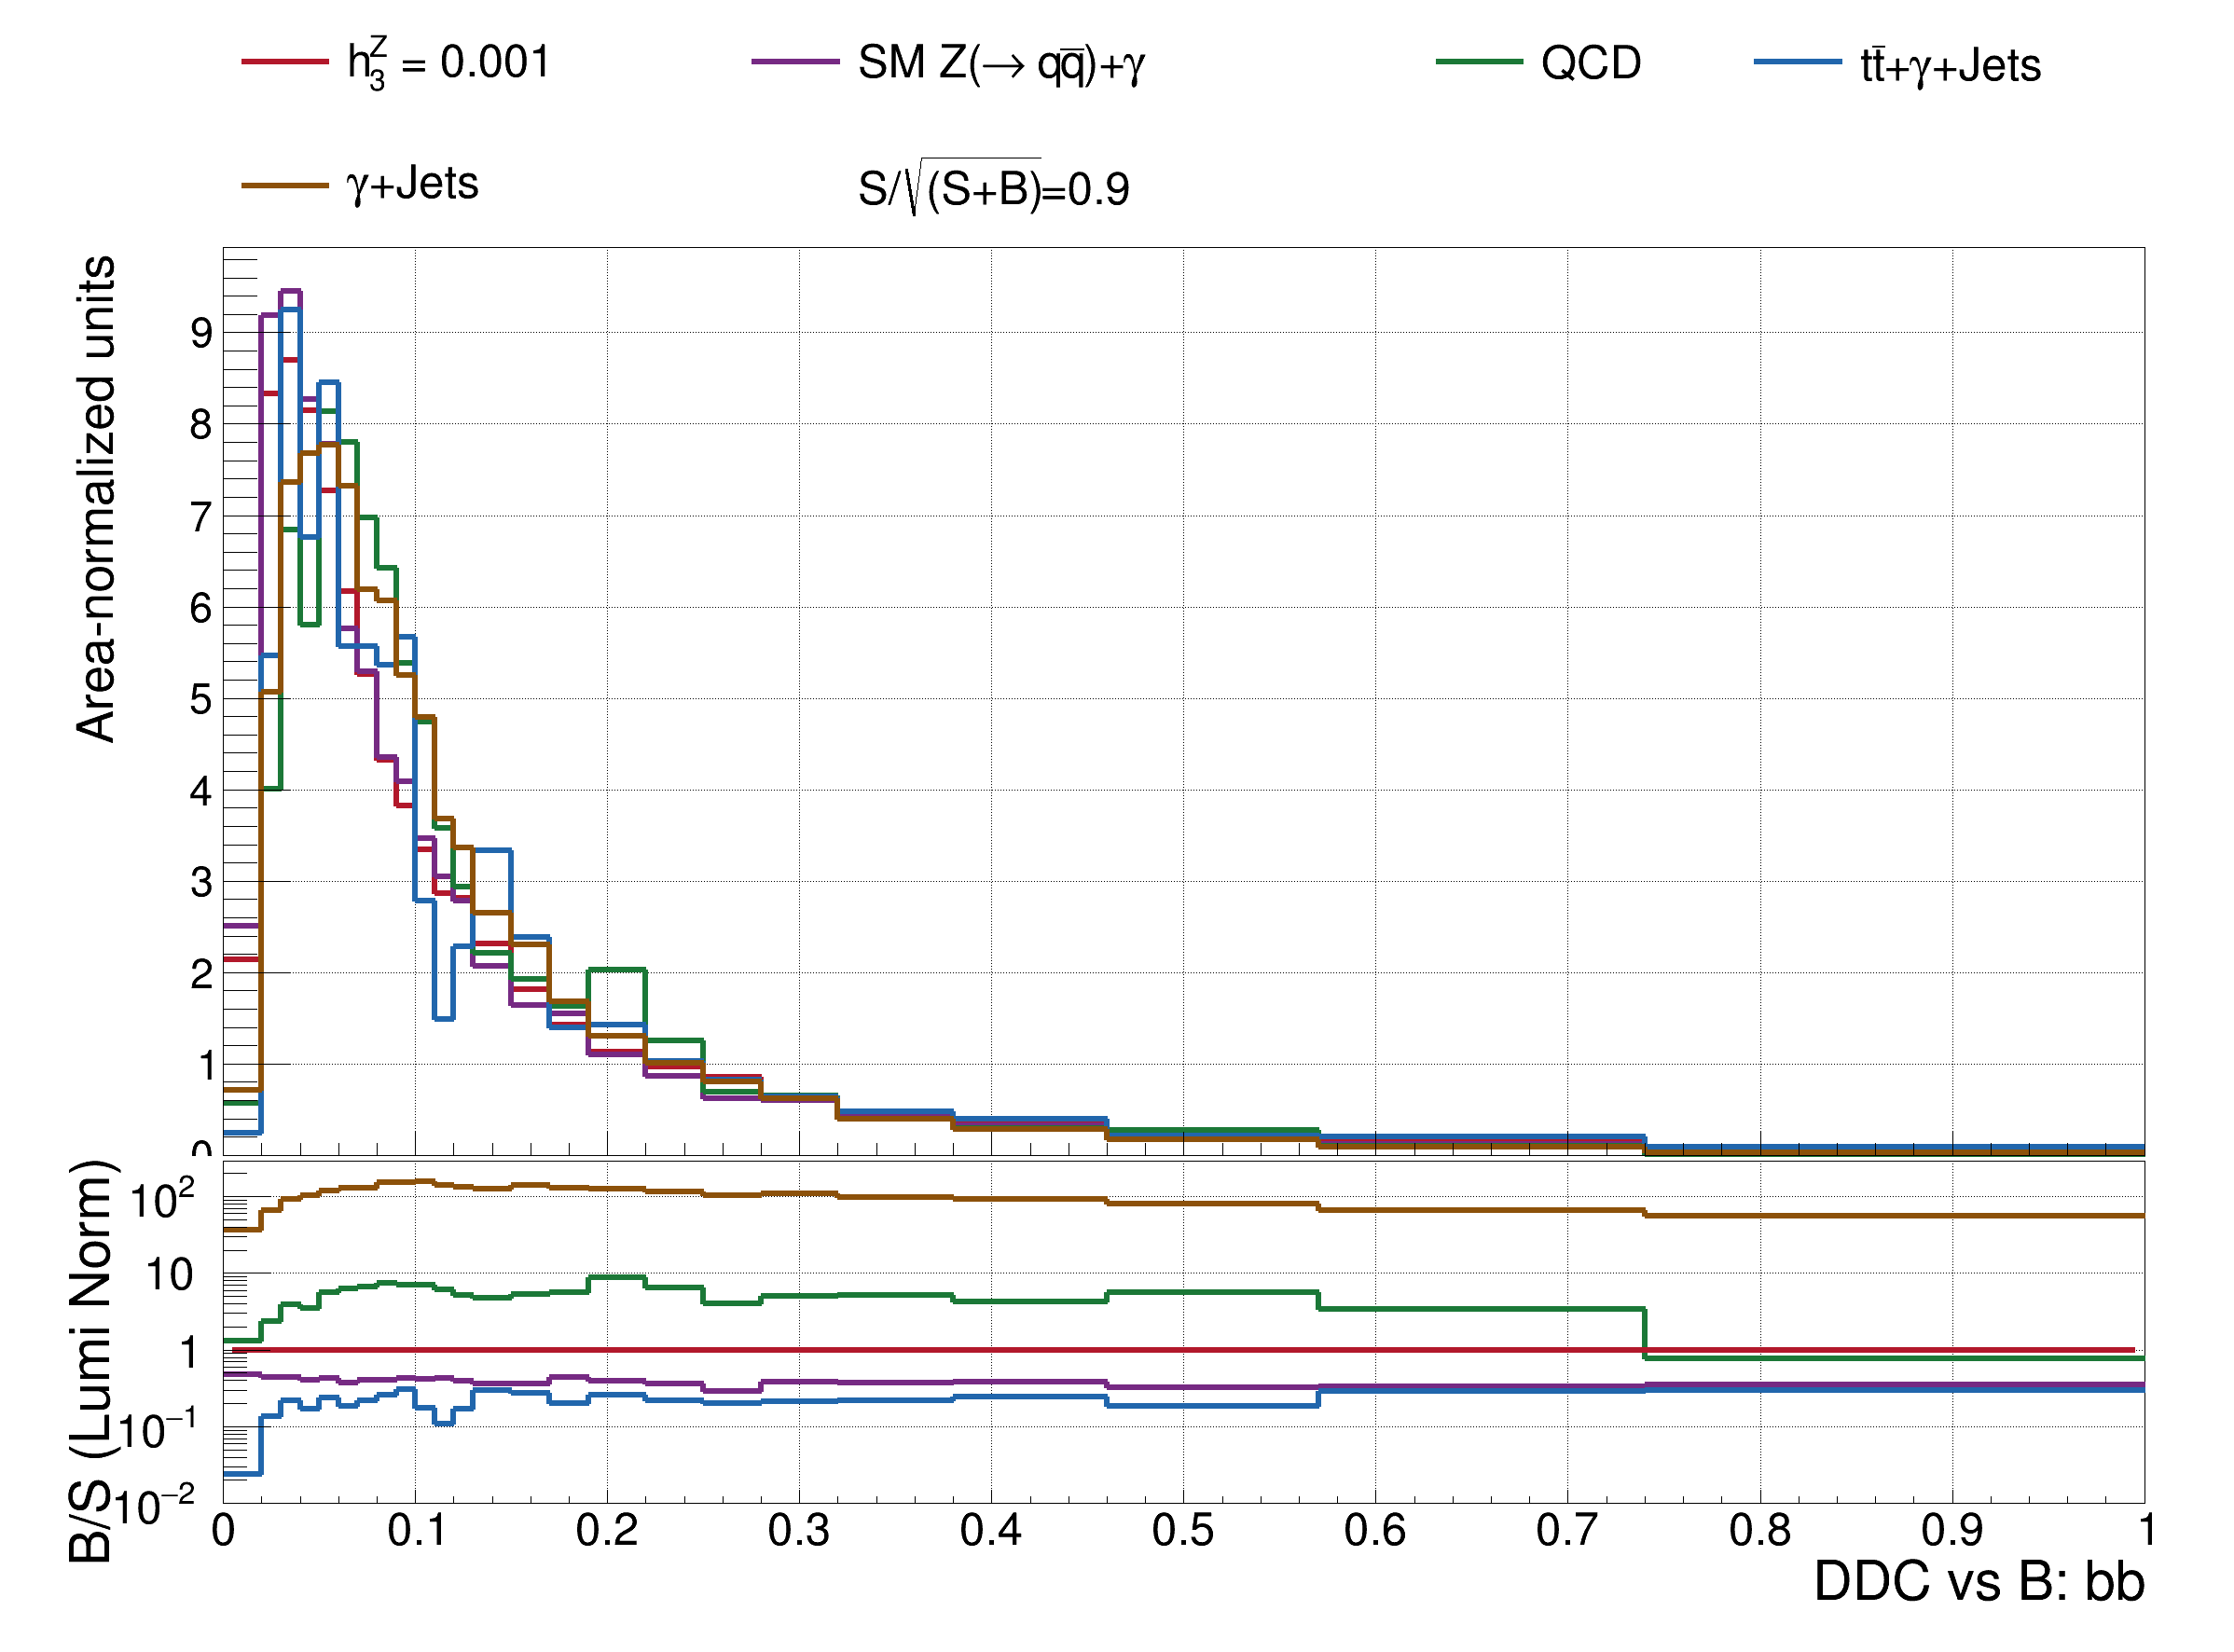 h₃ᶻ = 0.001 SM Z(→ qq̅)+γ QCD tt̅+γ+Jets
γ+Jets S/√(S+B)=0.9
Area-normalized units
9
8
7
6
5
4
3
2
1
0
B/S (Lumi Norm)
10²
10
1
10⁻¹
10⁻²
0 0.1 0.2 0.3 0.4 0.5 0.6 0.7 0.8 0.9 1
DDC vs B: bb